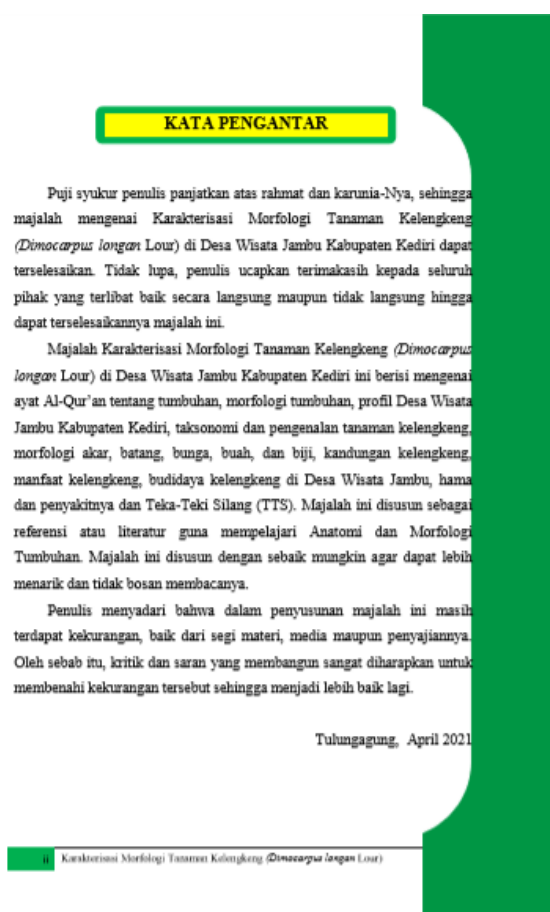 KATA PENGANTAR
Puji syukur penulis panjatkan atas rahmat dan karunia-Nya, sehingga
majalah mengenai Karakterisasi Morfologi Tanaman Kelengkeng
(Dimocarpus longan Lour) di Desa Wisata Jambu Kabupaten Kediri dapat
terselesaikan. Tidak lupa, penulis ucapkan terimakasih kepada seluruh
pihak yang terlibat baik secara langsung maupun tidak langsung hingga
dapat terselesaikannya majalah ini.
Majalah Karakterisasi Morfologi Tanaman Kelengkeng (Dimocarpus
longan Lour) di Desa Wisata Jambu Kabupaten Kediri ini berisi mengenai
ayat Al-Qur'an tentang tumbuhan, morfologi tumbuhan, profil Desa Wisata
Jambu Kabupaten Kediri, taksonomi dan pengenalan tanaman kelengkeng,
morfologi akar, batang, bunga, buah, dan biji, kandungan kelengkeng,
manfaat kelengkeng, budidaya kelengkeng di Desa Wisata Jambu, hama
dan penyakitnya dan Teka-Teki Silang (TTS). Majalah ini disusun sebagai
referensi atau literatur guna mempelajari Anatomi dan Morfologi
Tumbuhan. Majalah ini disusun dengan sebaik mungkin agar dapat lebih
menarik dan tidak bosan membacanya.
Penulis menyadari bahwa dalam penyusunan majalah ini masih
terdapat kekurangan, baik dari segi materi, media maupun penyajiannya.
Oleh sebab itu, kritik dan saran yang membangun sangat diharapkan untuk
membenahi kekurangan tersebut sehingga menjadi lebih baik lagi.
Tulungagung, April 2021
ii Karakterisasi Morfologi Tanaman Kelengkeng (Dimocarpus longan Lour)